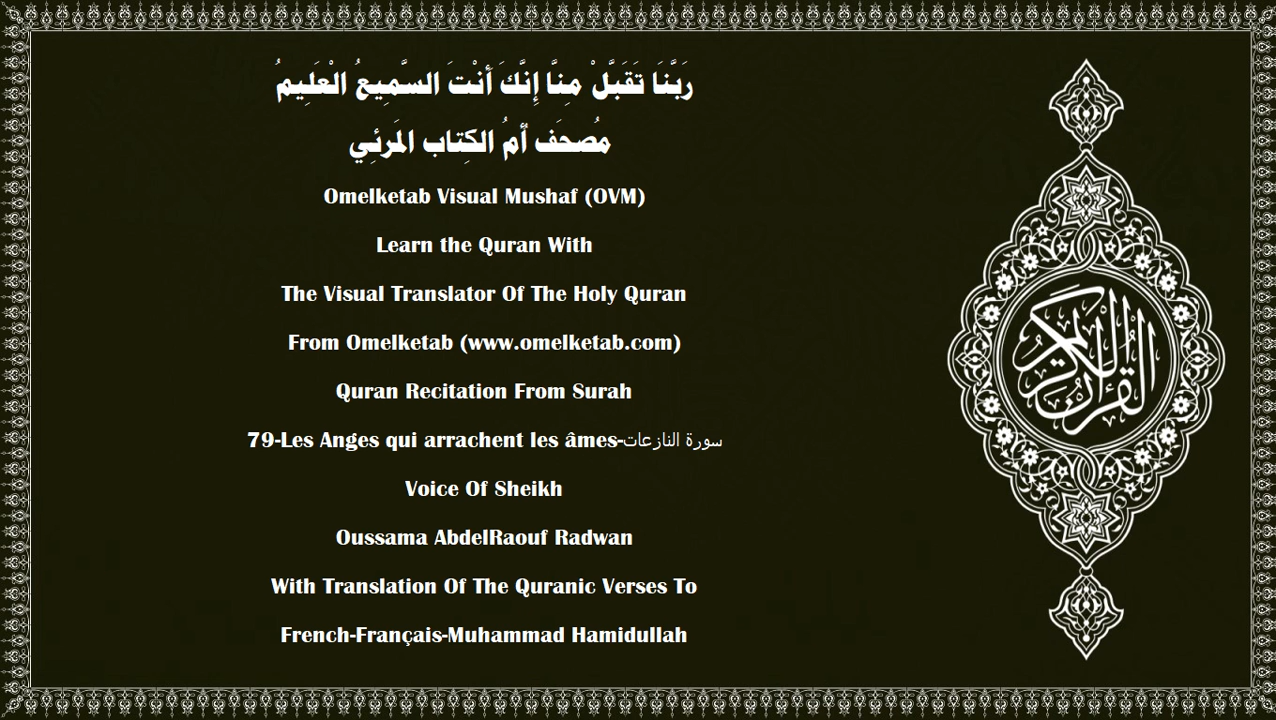 رَبَّنَا تَقَبَّلْ مِنَّا إِنَّكَ أَنْتَ السَّمِيعُ الْعَلِيمُ
مُصحَف أمُ الكِتاب المَرئِي
Omelketab Visual Mushaf (OVM)
Learn the Quran With
The Visual Translator Of The Holy Quran
From Omelketab (www.omelketab.com)
Quran Recitation From Surah
79-Les Anges qui arrachent les âmes-سورة النازعات
Voice Of Sheikh
Oussama AbdelRaouf Radwan
With Translation Of The Quranic Verses To
French-Français-Muhammad Hamidullah
القرآن الكريم